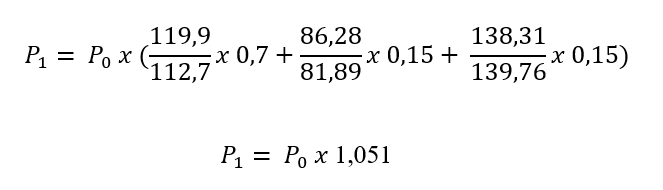 P₁ = P₀ x (119,9/112,7 x 0,7 + 86,28/81,89 x 0,15 + 138,31/139,76 x 0,15)
P₁ = P₀ x 1,051